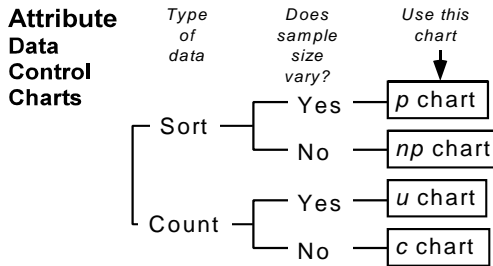 Attribute
Data
Control
Charts
Type
of
data
Does
sample
size
vary?
Use this
chart
Sort
Yes
p chart
No
np chart
Count
Yes
u chart
No
c chart